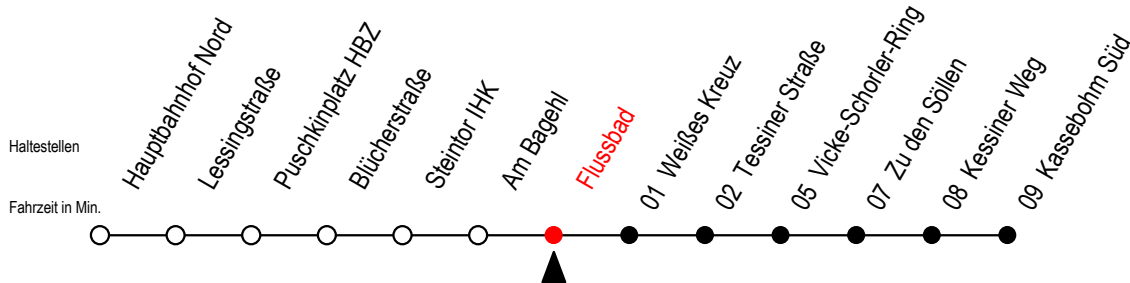 Haltestellen
Hauptbahnhof Nord
Lessingstraße
Puschkinplatz HBZ
Blücherstraße
Steintor IHK
Am Bagehl
Flussbad
01 Weißes Kreuz
02 Tessiner Straße
05 Vicke-Schorler-Ring
07 Zu den Söllen
08 Kessiner Weg
09 Kassebohm Süd
Fahrzeit in Min.